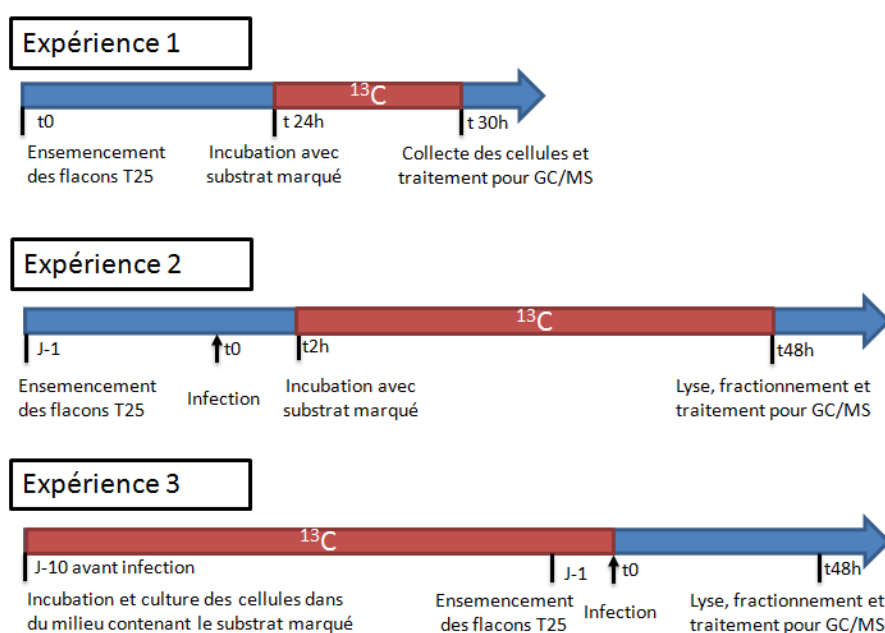 Expérience 1
¹³C
t0
t 24h
t 30h
Ensemencement
des flacons T25
Incubation avec
substrat marqué
Collecte des cellules et
traitement pour GC/MS
Expérience 2
¹³C
J-1
t0
t2h
t48h
Ensemencement
des flacons T25
Infection
Incubation avec
substrat marqué
Lyse, fractionnement et
traitement pour GC/MS
Expérience 3
¹³C
J-10 avant infection
J-1
t0
t48h
Incubation et culture des cellules dans
du milieu contenant le substrat marqué
Ensemencement
des flacons T25
Infection
Lyse, fractionnement et
traitement pour GC/MS